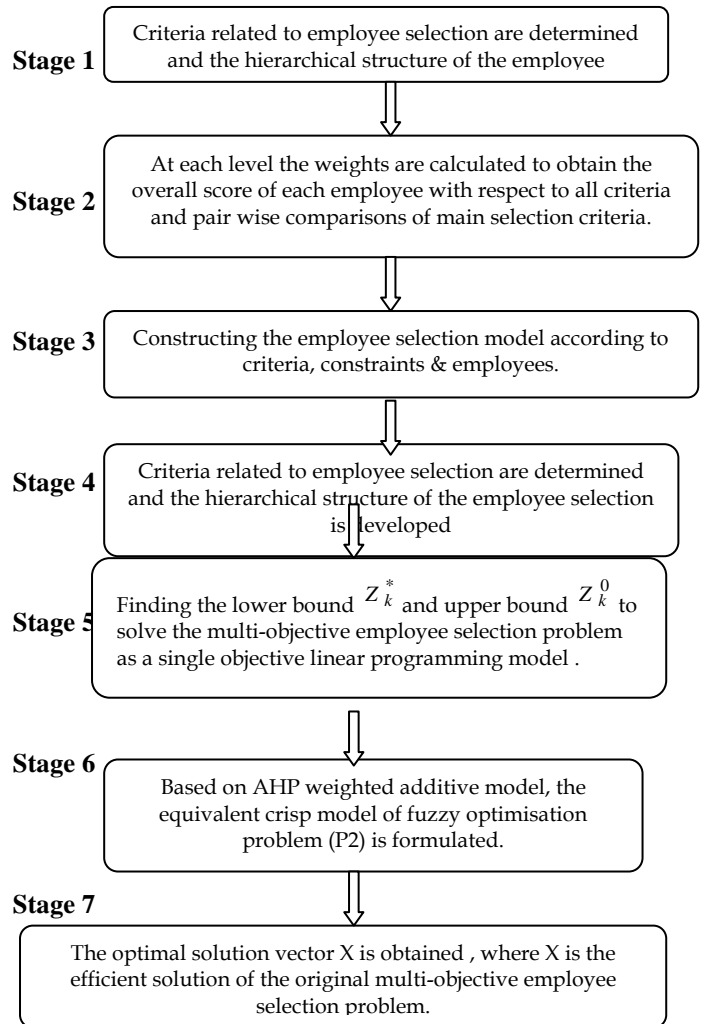 Criteria related to employee selection are determined
Stage 1
and the hierarchical structure of the employee
At each level the weights are calculated to obtain the
Stage 2
overall score of each employee with respect to all criteria
and pair wise comparisons of main selection criteria.
Stage 3
Constructing the employee selection model according to
criteria, constraints & employees.
Stage 4
Criteria related to employee selection are determined
and the hierarchical structure of the employee selection
is developed
Stage 5
Finding the lower bound Z_k^* and upper bound Z_k^0 to
solve the multi-objective employee selection problem
as a single objective linear programming model .
Stage 6
Based on AHP weighted additive model, the
equivalent crisp model of fuzzy optimisation
problem (P2) is formulated.
Stage 7
The optimal solution vector X is obtained , where X is the
efficient solution of the original multi-objective employee
selection problem.